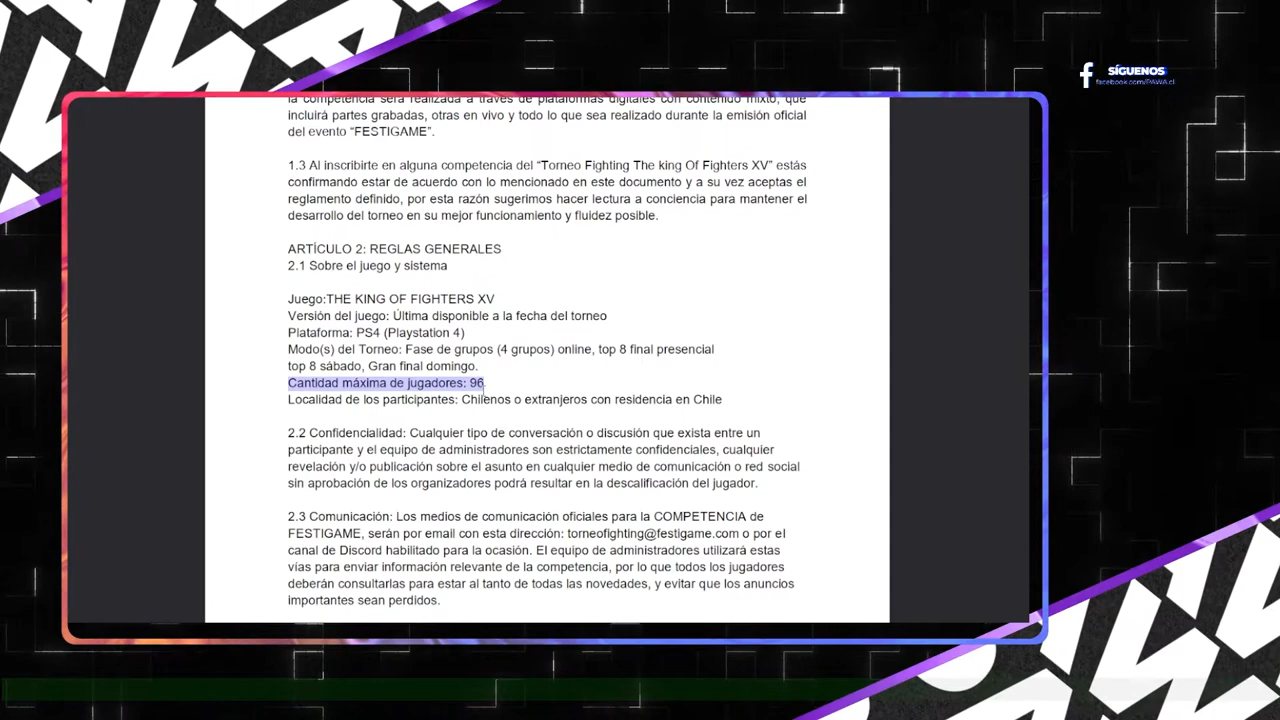 SÍGUENOS
facebook.com/PAWA.cl
la competencia será realizada a través de plataformas digitales con contenido mixto, que
incluirá partes grabadas, otras en vivo y todo lo que sea realizado durante la emisión oficial
del evento “FESTIGAME”.
1.3 Al inscribirte en alguna competencia del “Torneo Fighting The king Of Fighters XV” estás
confirmando estar de acuerdo con lo mencionado en este documento y a su vez aceptas el
reglamento definido, por esta razón sugerimos hacer lectura a conciencia para mantener el
desarrollo del torneo en su mejor funcionamiento y fluidez posible.
ARTÍCULO 2: REGLAS GENERALES
2.1 Sobre el juego y sistema
Juego:THE KING OF FIGHTERS XV
Versión del juego: Última disponible a la fecha del torneo
Plataforma: PS4 (Playstation 4)
Modo(s) del Torneo: Fase de grupos (4 grupos) online, top 8 final presencial
top 8 sábado, Gran final domingo.
Cantidad máxima de jugadores: 96
Localidad de los participantes: Chilenos o extranjeros con residencia en Chile
2.2 Confidencialidad: Cualquier tipo de conversación o discusión que exista entre un
participante y el equipo de administradores son estrictamente confidenciales, cualquier
revelación y/o publicación sobre el asunto en cualquier medio de comunicación o red social
sin aprobación de los organizadores podrá resultar en la descalificación del jugador.
2.3 Comunicación: Los medios de comunicación oficiales para la COMPETENCIA de
FESTIGAME, serán por email con esta dirección: torneofighting@festigame.com o por el
canal de Discord habilitado para la ocasión. El equipo de administradores utilizará estas
vías para enviar información relevante de la competencia, por lo que todos los jugadores
deberán consultarlas para estar al tanto de todas las novedades, y evitar que los anuncios
importantes sean perdidos.